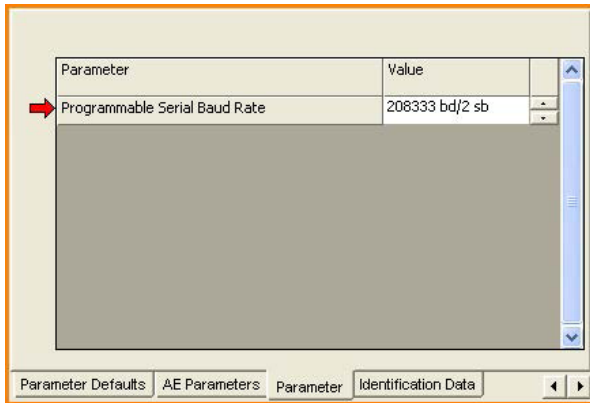 Parameter Value
Programmable Serial Baud Rate 208333 bd/2 sb
Parameter Defaults AE Parameters Parameter Identification Data